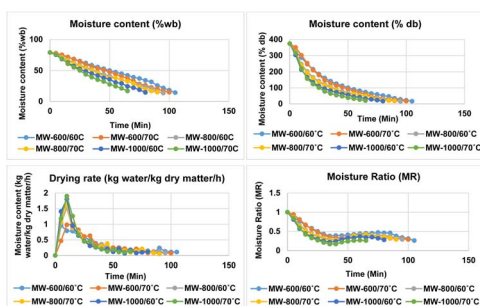 Moisture content (%wb)
Moisture content (%wb)
100
50
0
0
50
100
150
Time (Min)
MW-600/60C
MW-600/70C
MW-800/60C
MW-800/70C
MW-1000/60C
MW-1000/70C
Moisture content (% db)
Moisture content (% db)
400
300
200
100
0
0
50
100
150
Time (Min)
MW-600/60˚C
MW-600/70˚C
MW-800/60˚C
MW-800/70˚C
MW-1000/60˚C
MW-1000/70˚C
Drying rate (kg water/kg dry matter/h)
Moisture content (kg
water/kg dry matter/h)
2
1.5
1
0.5
0
0
50
100
150
Time (Min)
MW-600/60˚C
MW-600/70˚C
MW-800/60˚C
MW-800/70˚C
MW-1000/60˚C
MW-1000/70˚C
Moisture Ratio (MR)
Moisture Ratio (MR)
1.5
1
0.5
0
0
50
100
150
Time (Min)
MW-600/60˚C
MW-600/70˚C
MW-800/60˚C
MW-800/70˚C
MW-1000/60˚C
MW-1000/70˚C